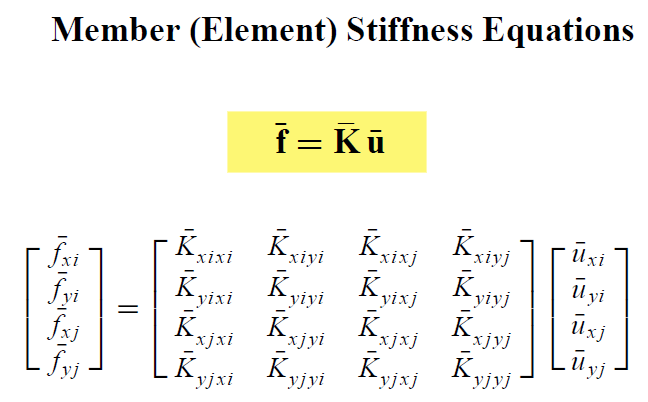 Member (Element) Stiffness Equations
f̄ = K̄ ū
[ f̄xi ] = [ K̄xixi K̄xiyi K̄xixj K̄xiyj ] [ ūxi ]
[ f̄yi ] [ K̄yixi K̄yiyi K̄yixj K̄yiyj ] [ ūyi ]
[ f̄xj ] [ K̄xjxi K̄xjyi K̄xjxj K̄xjyj ] [ ūxj ]
[ f̄yj ] [ K̄yjxi K̄yjyi K̄yjxj K̄yjyj ] [ ūyj ]